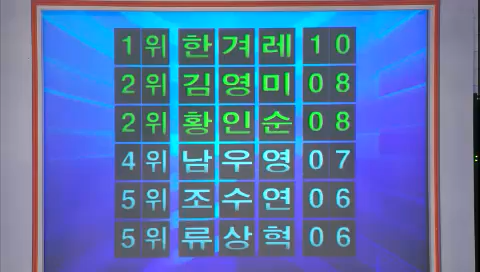 1위 한겨레 10
2위 김영미 08
2위 황인순 08
4위 남우영 07
5위 조수연 06
5위 류상혁 06